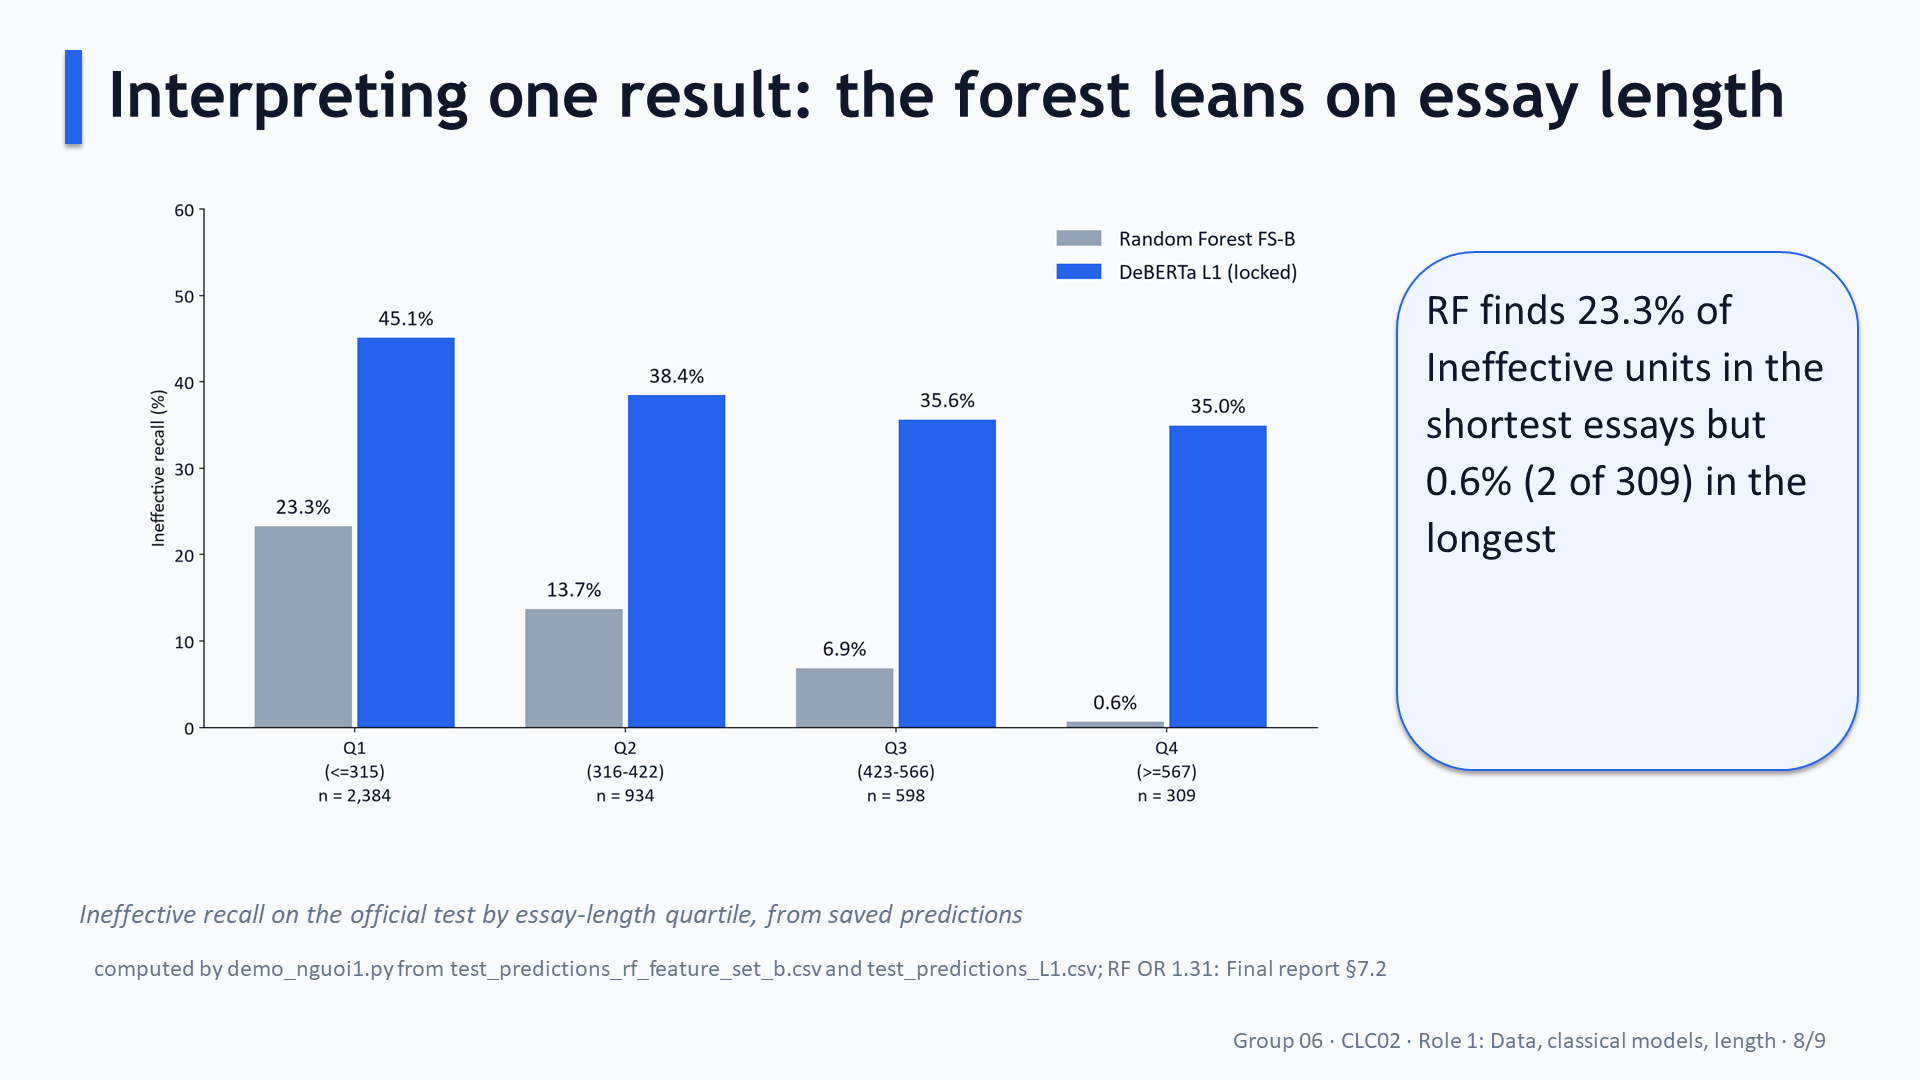 Interpreting one result: the forest leans on essay length
60
50
40
30
20
10
0
Ineffective recall (%)
Random Forest FS-B
DeBERTa L1 (locked)
23.3%
45.1%
13.7%
38.4%
6.9%
35.6%
0.6%
35.0%
Q1
(<=315)
n = 2,384
Q2
(316-422)
n = 934
Q3
(423-566)
n = 598
Q4
(>=567)
n = 309
RF finds 23.3% of
Ineffective units in the
shortest essays but
0.6% (2 of 309) in the
longest
Ineffective recall on the official test by essay-length quartile, from saved predictions
computed by demo_nguoi1.py from test_predictions_rf_feature_set_b.csv and test_predictions_L1.csv; RF OR 1.31: Final report §7.2
Group 06 · CLC02 · Role 1: Data, classical models, length · 8/9